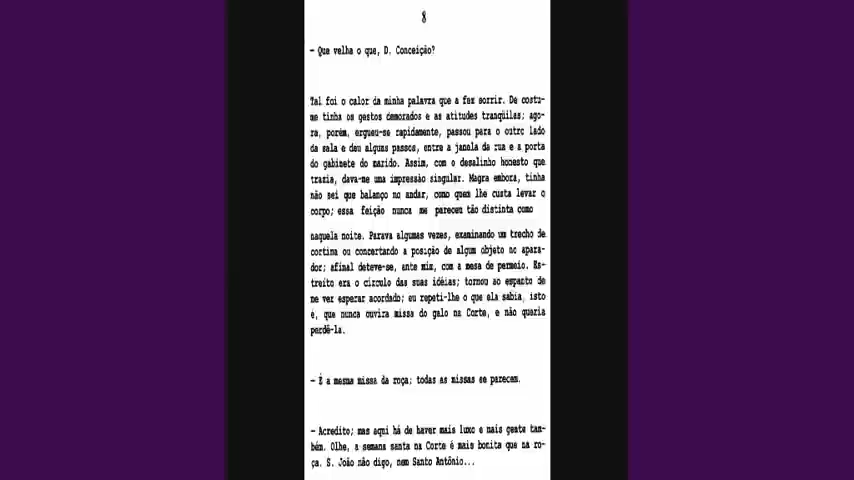 8
— Que velha o que, D. Conceição?
Tal foi o calor da minha palavra que a fez sorrir. De costu-
me tinha os gestos demorados e as atitudes tranqüilas; ago-
ra, porém, ergueu-se rapidamente, passou para o outro lado
da sala e deu alguns passos, entre a janela da rua e a porta
do gabinete do marido. Assim, com o desalinho honesto que
trazia, dava-me uma impressão singular. Magra embora, tinha
não sei que balanço no andar, como quem lhe custa levar o
corpo; essa feição nunca me pareceu tão distinta como
naquela noite. Parava algumas vezes, examinando um trecho de
cortina ou concertando a posição de algum objeto no apara-
dor; afinal deteve-se, ante mim, com a mesa de permeio. Es-
treito era o círculo das suas idéias; tornou ao espanto de
me ver esperar acordado; eu repeti-lhe o que ela sabia, isto
é, que nunca ouvira missa do galo na Corte, e não queria
perdê-la.
— É a mesma missa da roça; todas as missas se parecem.
— Acredito; mas aqui há de haver mais luxo e mais gente tam-
bém. Olhe, a semana santa na Corte é mais bonita que na ro-
ça. S. João não digo, nem Santo Antônio...